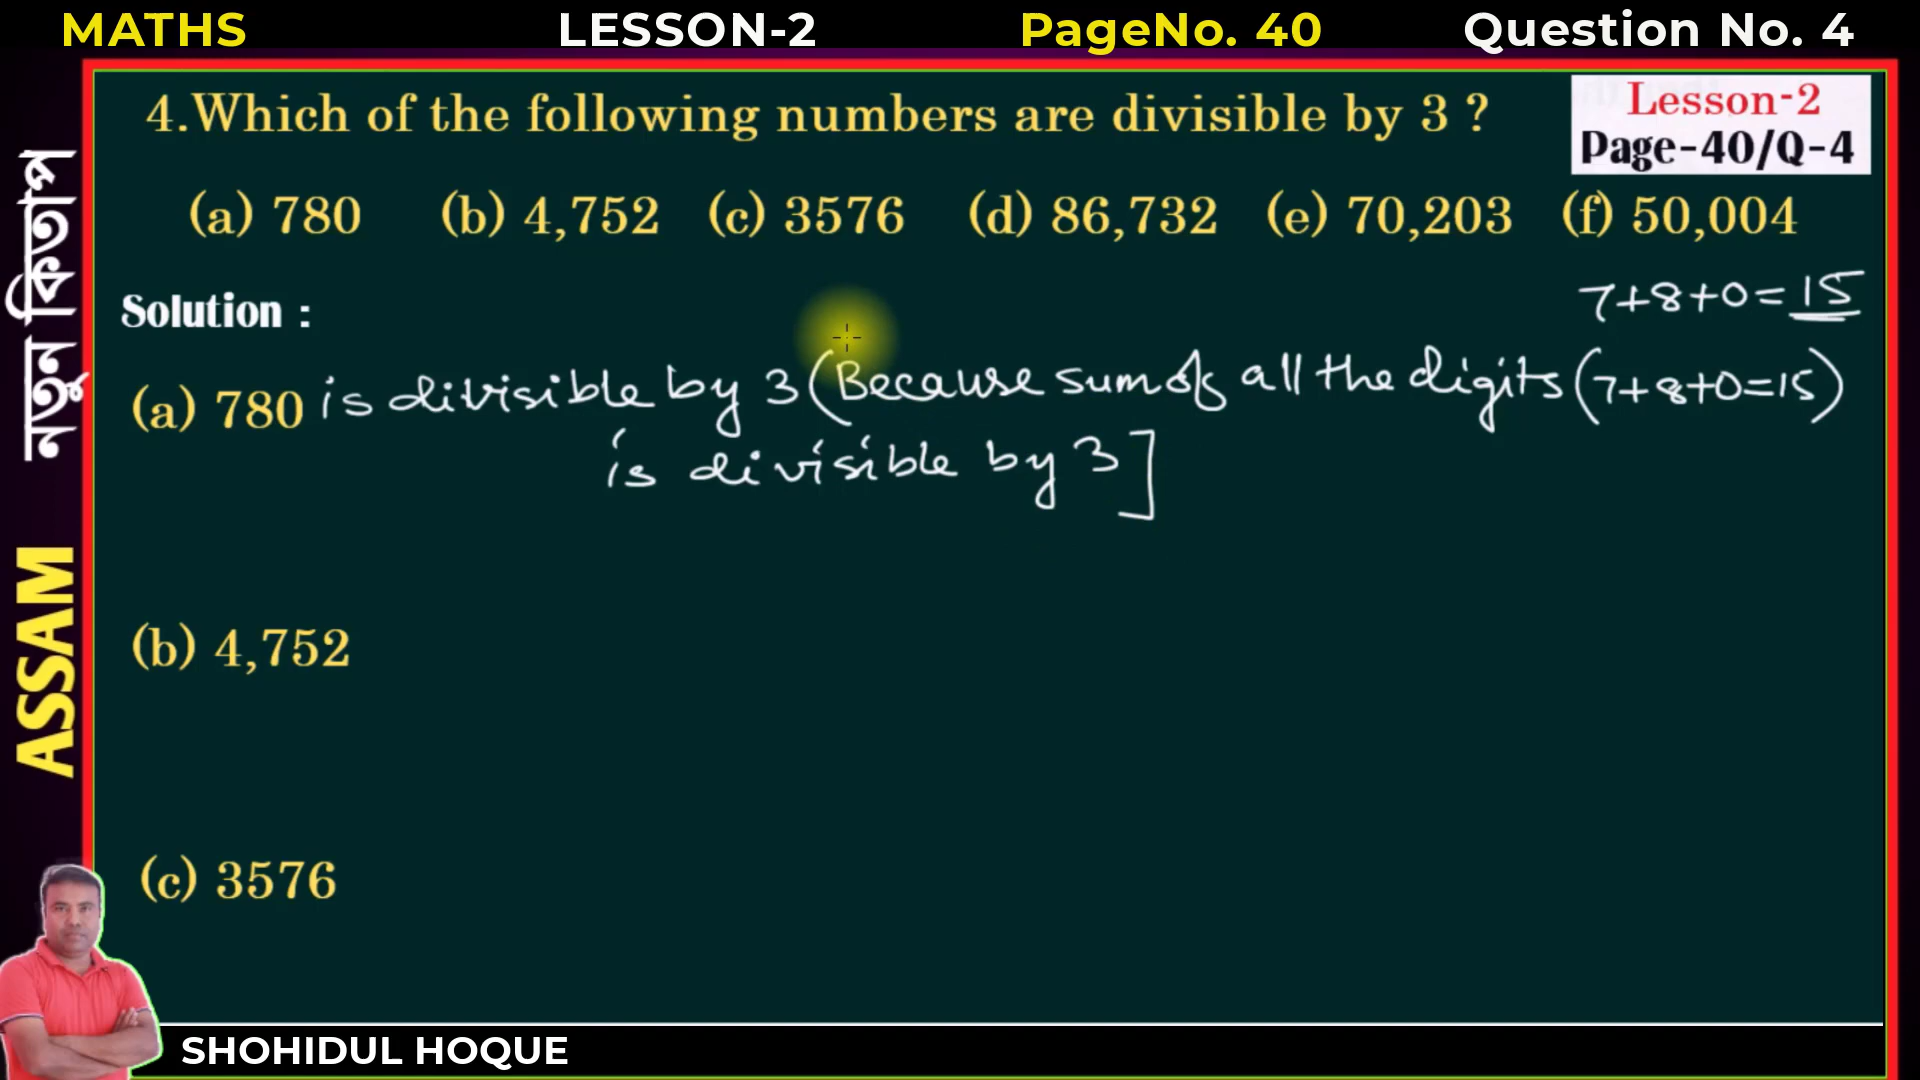 MATHS LESSON-2 PageNo. 40 Question No. 4
4.Which of the following numbers are divisible by 3 ?
Lesson-2
Page-40/Q-4
(a) 780 (b) 4,752 (c) 3576 (d) 86,732 (e) 70,203 (f) 50,004
7+8+0=15
Solution :
(a) 780 is divisible by 3 (Because sum of all the digits (7+8+0=15)
is divisible by 3]
(b) 4,752
(c) 3576
নতুন কিতাপ
ASSAM
SHOHIDUL HOQUE